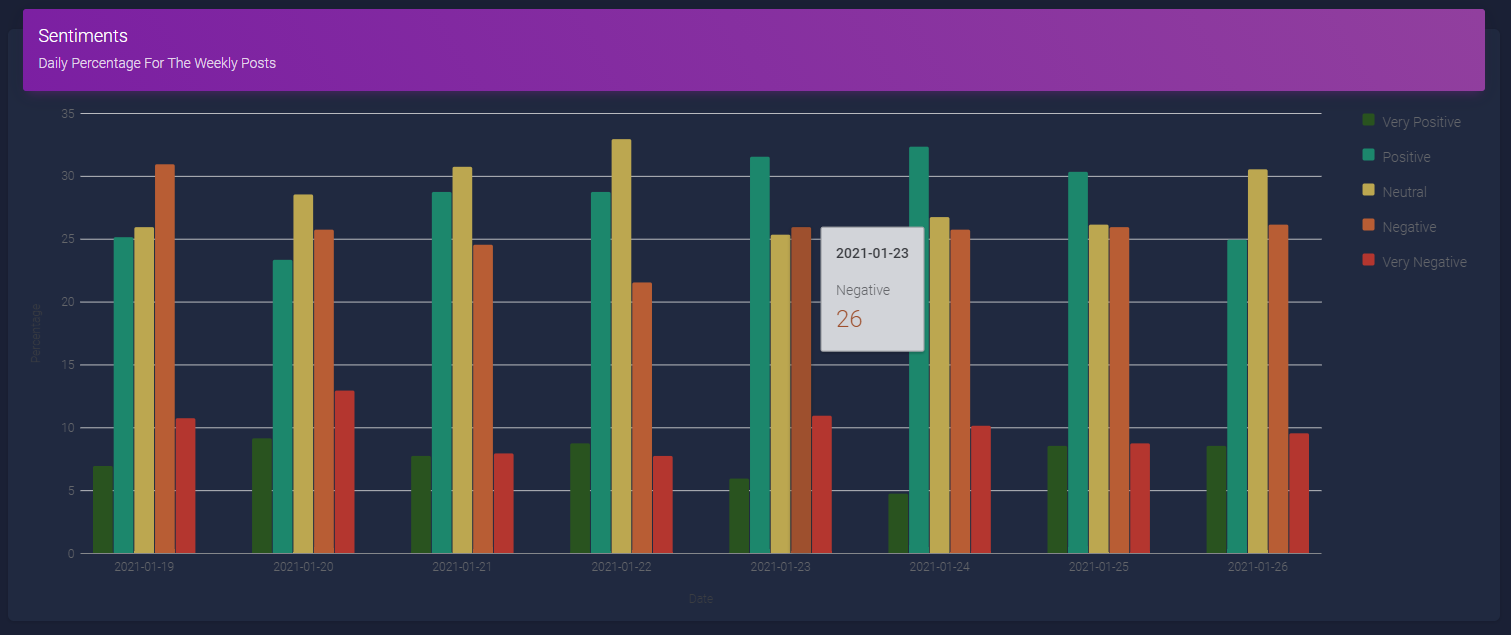 Sentiments
Daily Percentage For The Weekly Posts
35
30
25
20
15
10
5
0
Percentage
2021-01-19
2021-01-20
2021-01-21
2021-01-22
2021-01-23
2021-01-24
2021-01-25
2021-01-26
Date
2021-01-23
Negative
26
Very Positive
Positive
Neutral
Negative
Very Negative